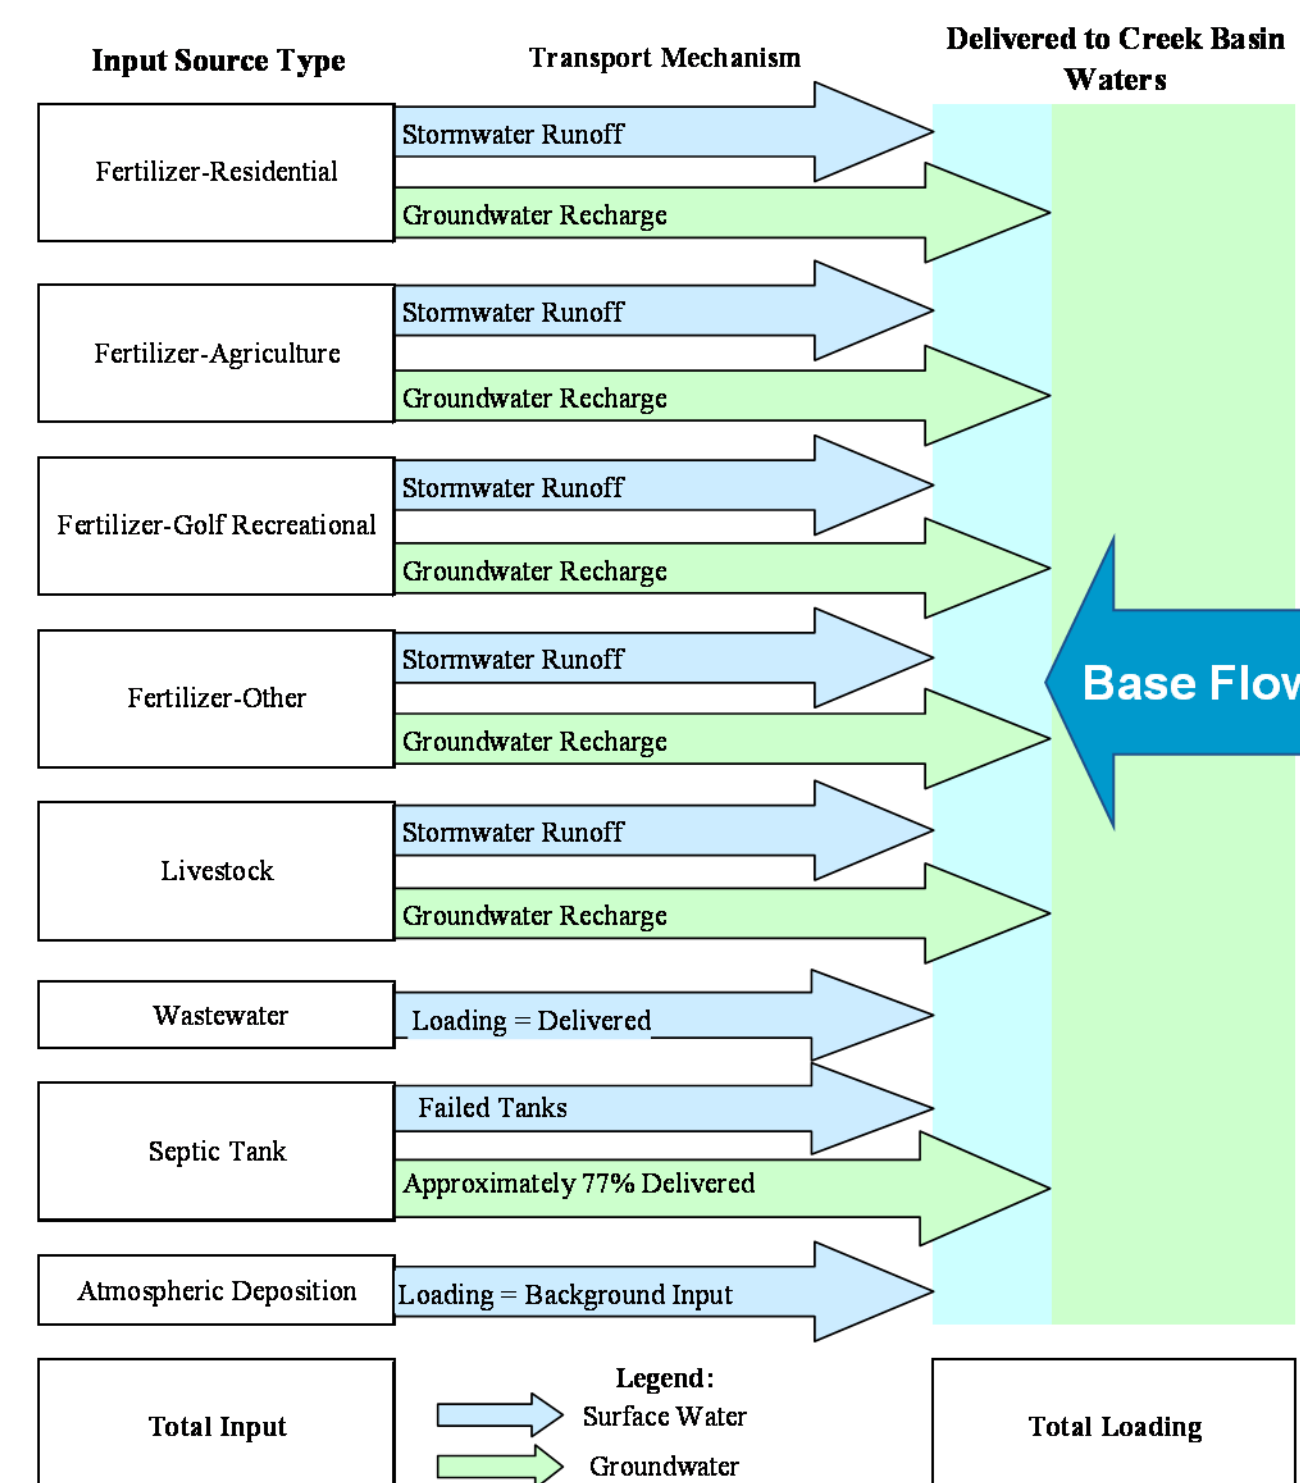 Input Source Type
Transport Mechanism
Delivered to Creek Basin
Waters
Fertilizer-Residential
Stormwater Runoff
Groundwater Recharge
Fertilizer-Agriculture
Stormwater Runoff
Groundwater Recharge
Fertilizer-Golf Recreational
Stormwater Runoff
Groundwater Recharge
Fertilizer-Other
Stormwater Runoff
Groundwater Recharge
Base Flow
Livestock
Stormwater Runoff
Groundwater Recharge
Wastewater
Loading = Delivered
Septic Tank
Failed Tanks
Approximately 77% Delivered
Atmospheric Deposition
Loading = Background Input
Total Input
Legend:
Surface Water
Groundwater
Total Loading